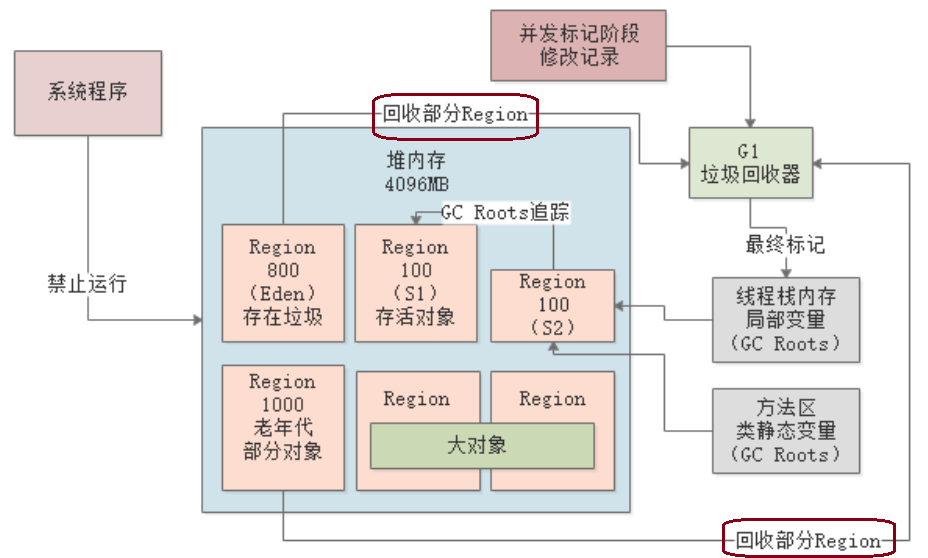 并发标记阶段
修改记录
系统程序
回收部分Region
堆内存
4096MB
G1
垃圾回收器
GC Roots追踪
最终标记
禁止运行
Region
800
（Eden）
存在垃圾
Region
100
（S1）
存活对象
Region
100
（S2）
线程栈内存
局部变量
（GC Roots）
Region
1000
老年代
部分对象
Region
Region
大对象
方法区
类静态变量
（GC Roots）
回收部分Region